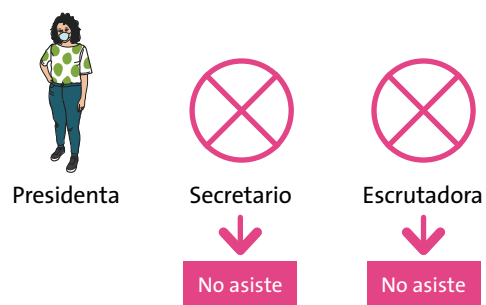 Presidenta
Secretario
Escrutadora
No asiste
No asiste